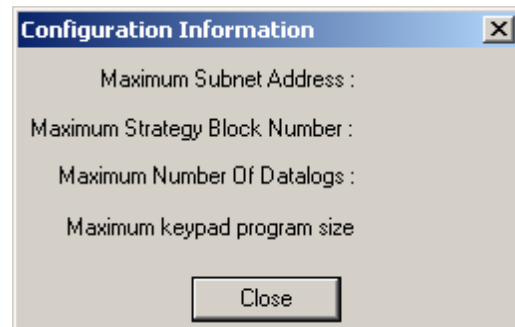 Configuration Information
Maximum Subnet Address :
Maximum Strategy Block Number :
Maximum Number Of Datalogs :
Maximum keypad program size
Close